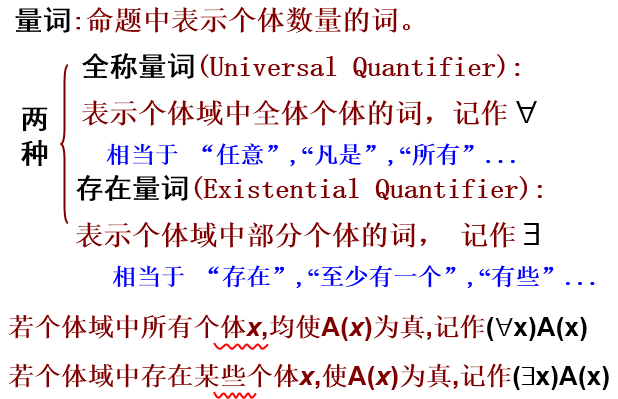 量词:命题中表示个体数量的词。
两种
全称量词(Universal Quantifier):
表示个体域中全体个体的词，记作 ∀
相当于 “任意”,“凡是”,“所有”...
存在量词(Existential Quantifier):
表示个体域中部分个体的词， 记作 ∃
相当于 “存在”,“至少有一个”,“有些”...
若个体域中所有个体x,均使A(x)为真,记作(∀x)A(x)
若个体域中存在某些个体x,使A(x)为真,记作(∃x)A(x)